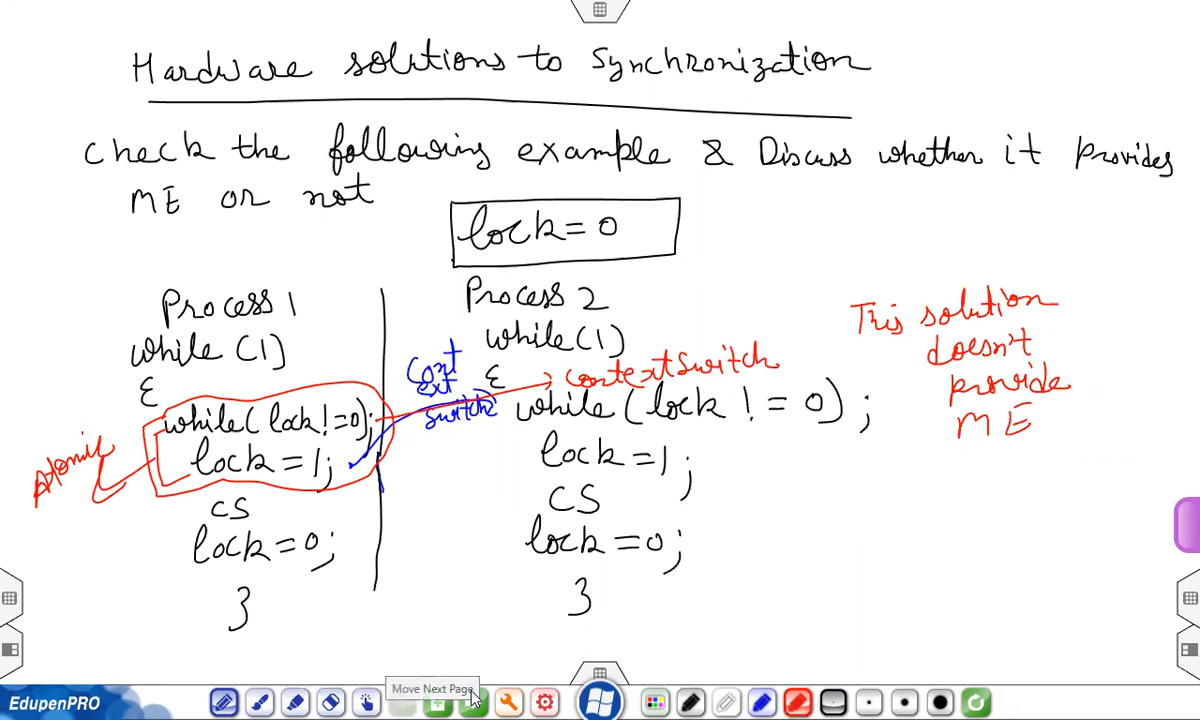 Hardware solutions to Synchronization
check the following example & Discuss whether it provides
ME or not
lock = 0
Process 1
while (1)
{
while( lock != 0);
lock = 1;
CS
lock = 0;
}
Atomic
Context switch
Process 2
while (1)
{
while (lock != 0) ;
lock = 1 ;
CS
lock = 0;
}
context switch
This solution
doesn't
provide
ME
Move Next Page
EdupenPRO